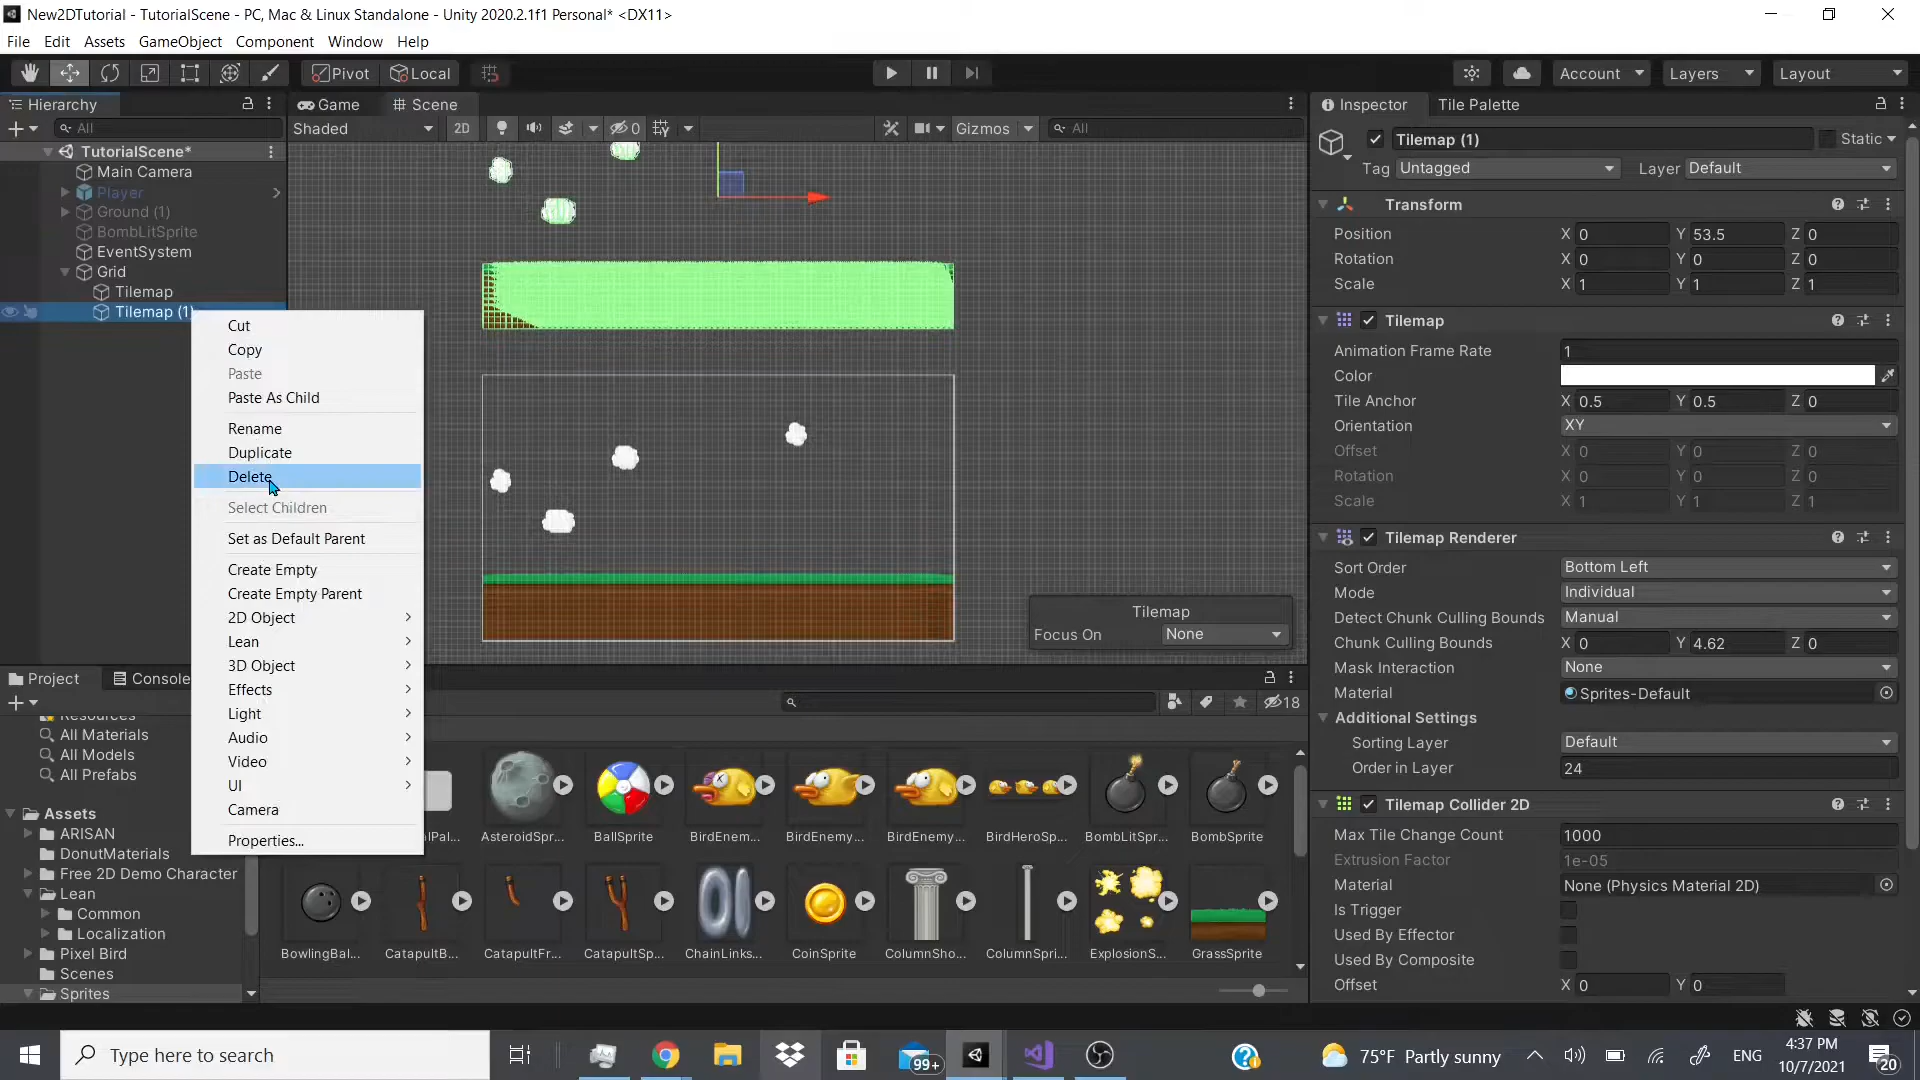 New2DTutorial - TutorialScene - PC, Mac & Linux Standalone - Unity 2020.2.1f1 Personal* <DX11>
File Edit Assets GameObject Component Window Help
Pivot Local Account Layers Layout
Hierarchy
All
TutorialScene*
Main Camera
Player
Ground (1)
BombLitSprite
EventSystem
Grid
Tilemap
Tilemap (1)
Game Scene
Shaded 2D 0 Gizmos All
Cut
Copy
Paste
Paste As Child
Rename
Duplicate
Delete
Select Children
Set as Default Parent
Create Empty
Create Empty Parent
2D Object
Lean
3D Object
Effects
Light
Audio
Video
UI
Camera
Properties...
Tilemap
Focus On None
Inspector Tile Palette
Tilemap (1) Static
Tag Untagged Layer Default
Transform
Position X 0 Y 53.5 Z 0
Rotation X 0 Y 0 Z 0
Scale X 1 Y 1 Z 1
Tilemap
Animation Frame Rate 1
Color
Tile Anchor X 0.5 Y 0.5 Z 0
Orientation XY
Offset X 0 Y 0 Z 0
Rotation X 0 Y 0 Z 0
Scale X 1 Y 1 Z 1
Tilemap Renderer
Sort Order Bottom Left
Mode Individual
Detect Chunk Culling Bounds Manual
Chunk Culling Bounds X 0 Y 4.62 Z 0
Mask Interaction None
Material Sprites-Default
Additional Settings
Sorting Layer Default
Order in Layer 24
Tilemap Collider 2D
Max Tile Change Count 1000
Extrusion Factor 1e-05
Material None (Physics Material 2D)
Is Trigger
Used By Effector
Used By Composite
Offset X 0 Y 0
Project Console
18
All Materials
All Models
All Prefabs
Assets
ARISAN
DonutMaterials
Free 2D Demo Character
Lean
Common
Localization
Pixel Bird
Scenes
Sprites
AsteroidSpr... BallSprite BirdEnem... BirdEnemy... BirdEnemy... BirdHeroSp... BombLitSpr... BombSprite
BowlingBal... CatapultB... CatapultFr... CatapultSp... ChainLinks... CoinSprite ColumnSho... ColumnSpri... ExplosionS... GrassSprite
Type here to search
99+
75°F Partly sunny
ENG
4:37 PM
10/7/2021
20